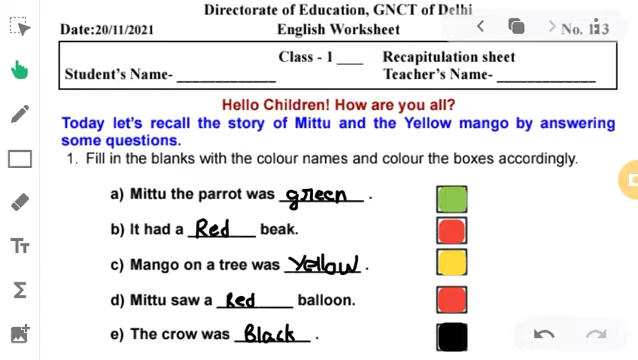 Directorate of Education, GNCT of Delhi
Date:20/11/2021 English Worksheet No. 113
Class - 1 ____ Recapitulation sheet
Student's Name- ______________ Teacher's Name- ______________
Hello Children! How are you all?
Today let's recall the story of Mittu and the Yellow mango by answering
some questions.
1. Fill in the blanks with the colour names and colour the boxes accordingly.
a) Mittu the parrot was green .
b) It had a Red beak.
c) Mango on a tree was Yellow .
d) Mittu saw a Red balloon.
e) The crow was Black .